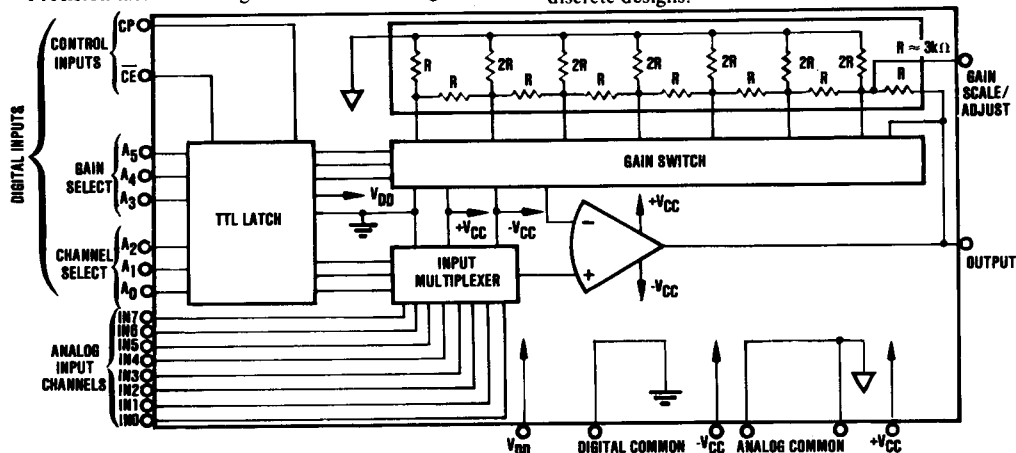 discrete designs.
DIGITAL INPUTS
CONTROL INPUTS
CP
CE
GAIN SELECT
A5
A4
A3
CHANNEL SELECT
A2
A1
A0
ANALOG INPUT CHANNELS
IN7
IN6
IN5
IN4
IN3
IN2
IN1
IN0
TTL LATCH
VDD
R 2R 2R 2R 2R 2R 2R
R R R R R R R
R ≈ 3kΩ
GAIN SCALE/ ADJUST
GAIN SWITCH
+VCC
-VCC
INPUT MULTIPLEXER
−
+
+VCC
-VCC
OUTPUT
VDD
DIGITAL COMMON
-VCC
ANALOG COMMON
+VCC